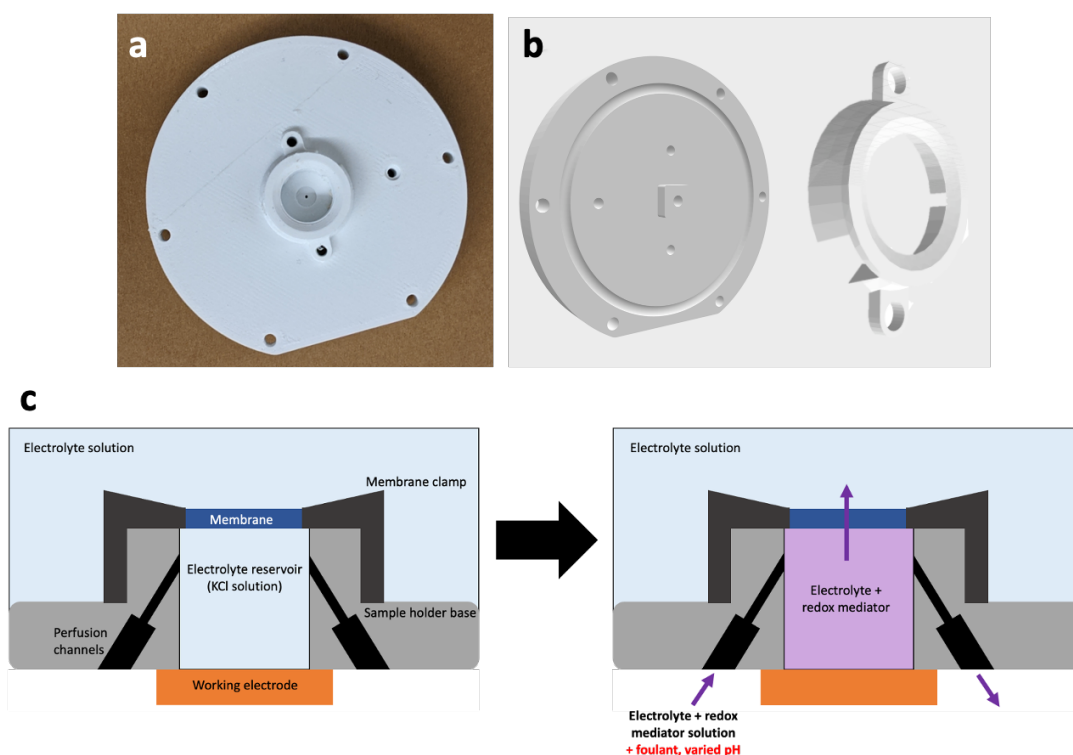 a
b
c
Electrolyte solution
Membrane clamp
Membrane
Electrolyte reservoir
(KCl solution)
Sample holder base
Perfusion
channels
Working electrode
Electrolyte solution
Electrolyte +
redox mediator
Electrolyte + redox
mediator solution
+ foulant, varied pH